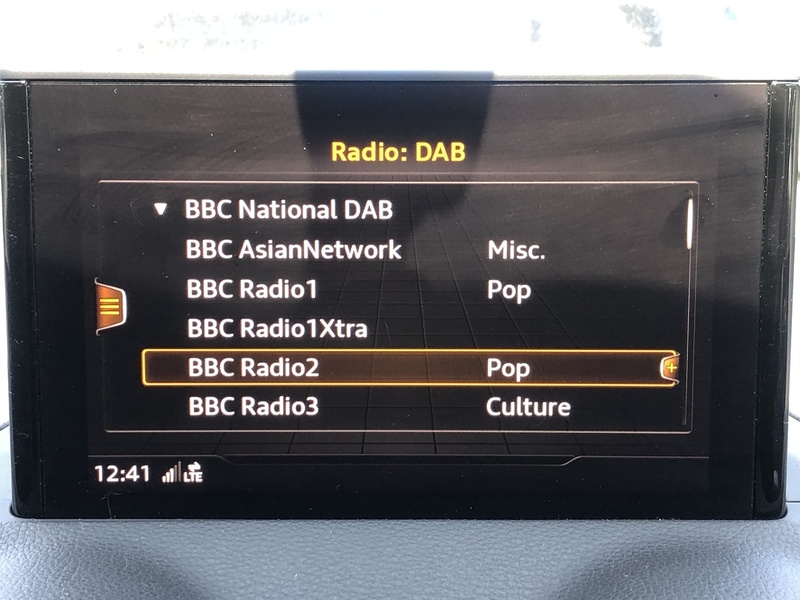 Radio: DAB
BBC National DAB
BBC AsianNetwork Misc.
BBC Radio1 Pop
BBC Radio1Xtra
BBC Radio2 Pop
BBC Radio3 Culture
12:41 LTE